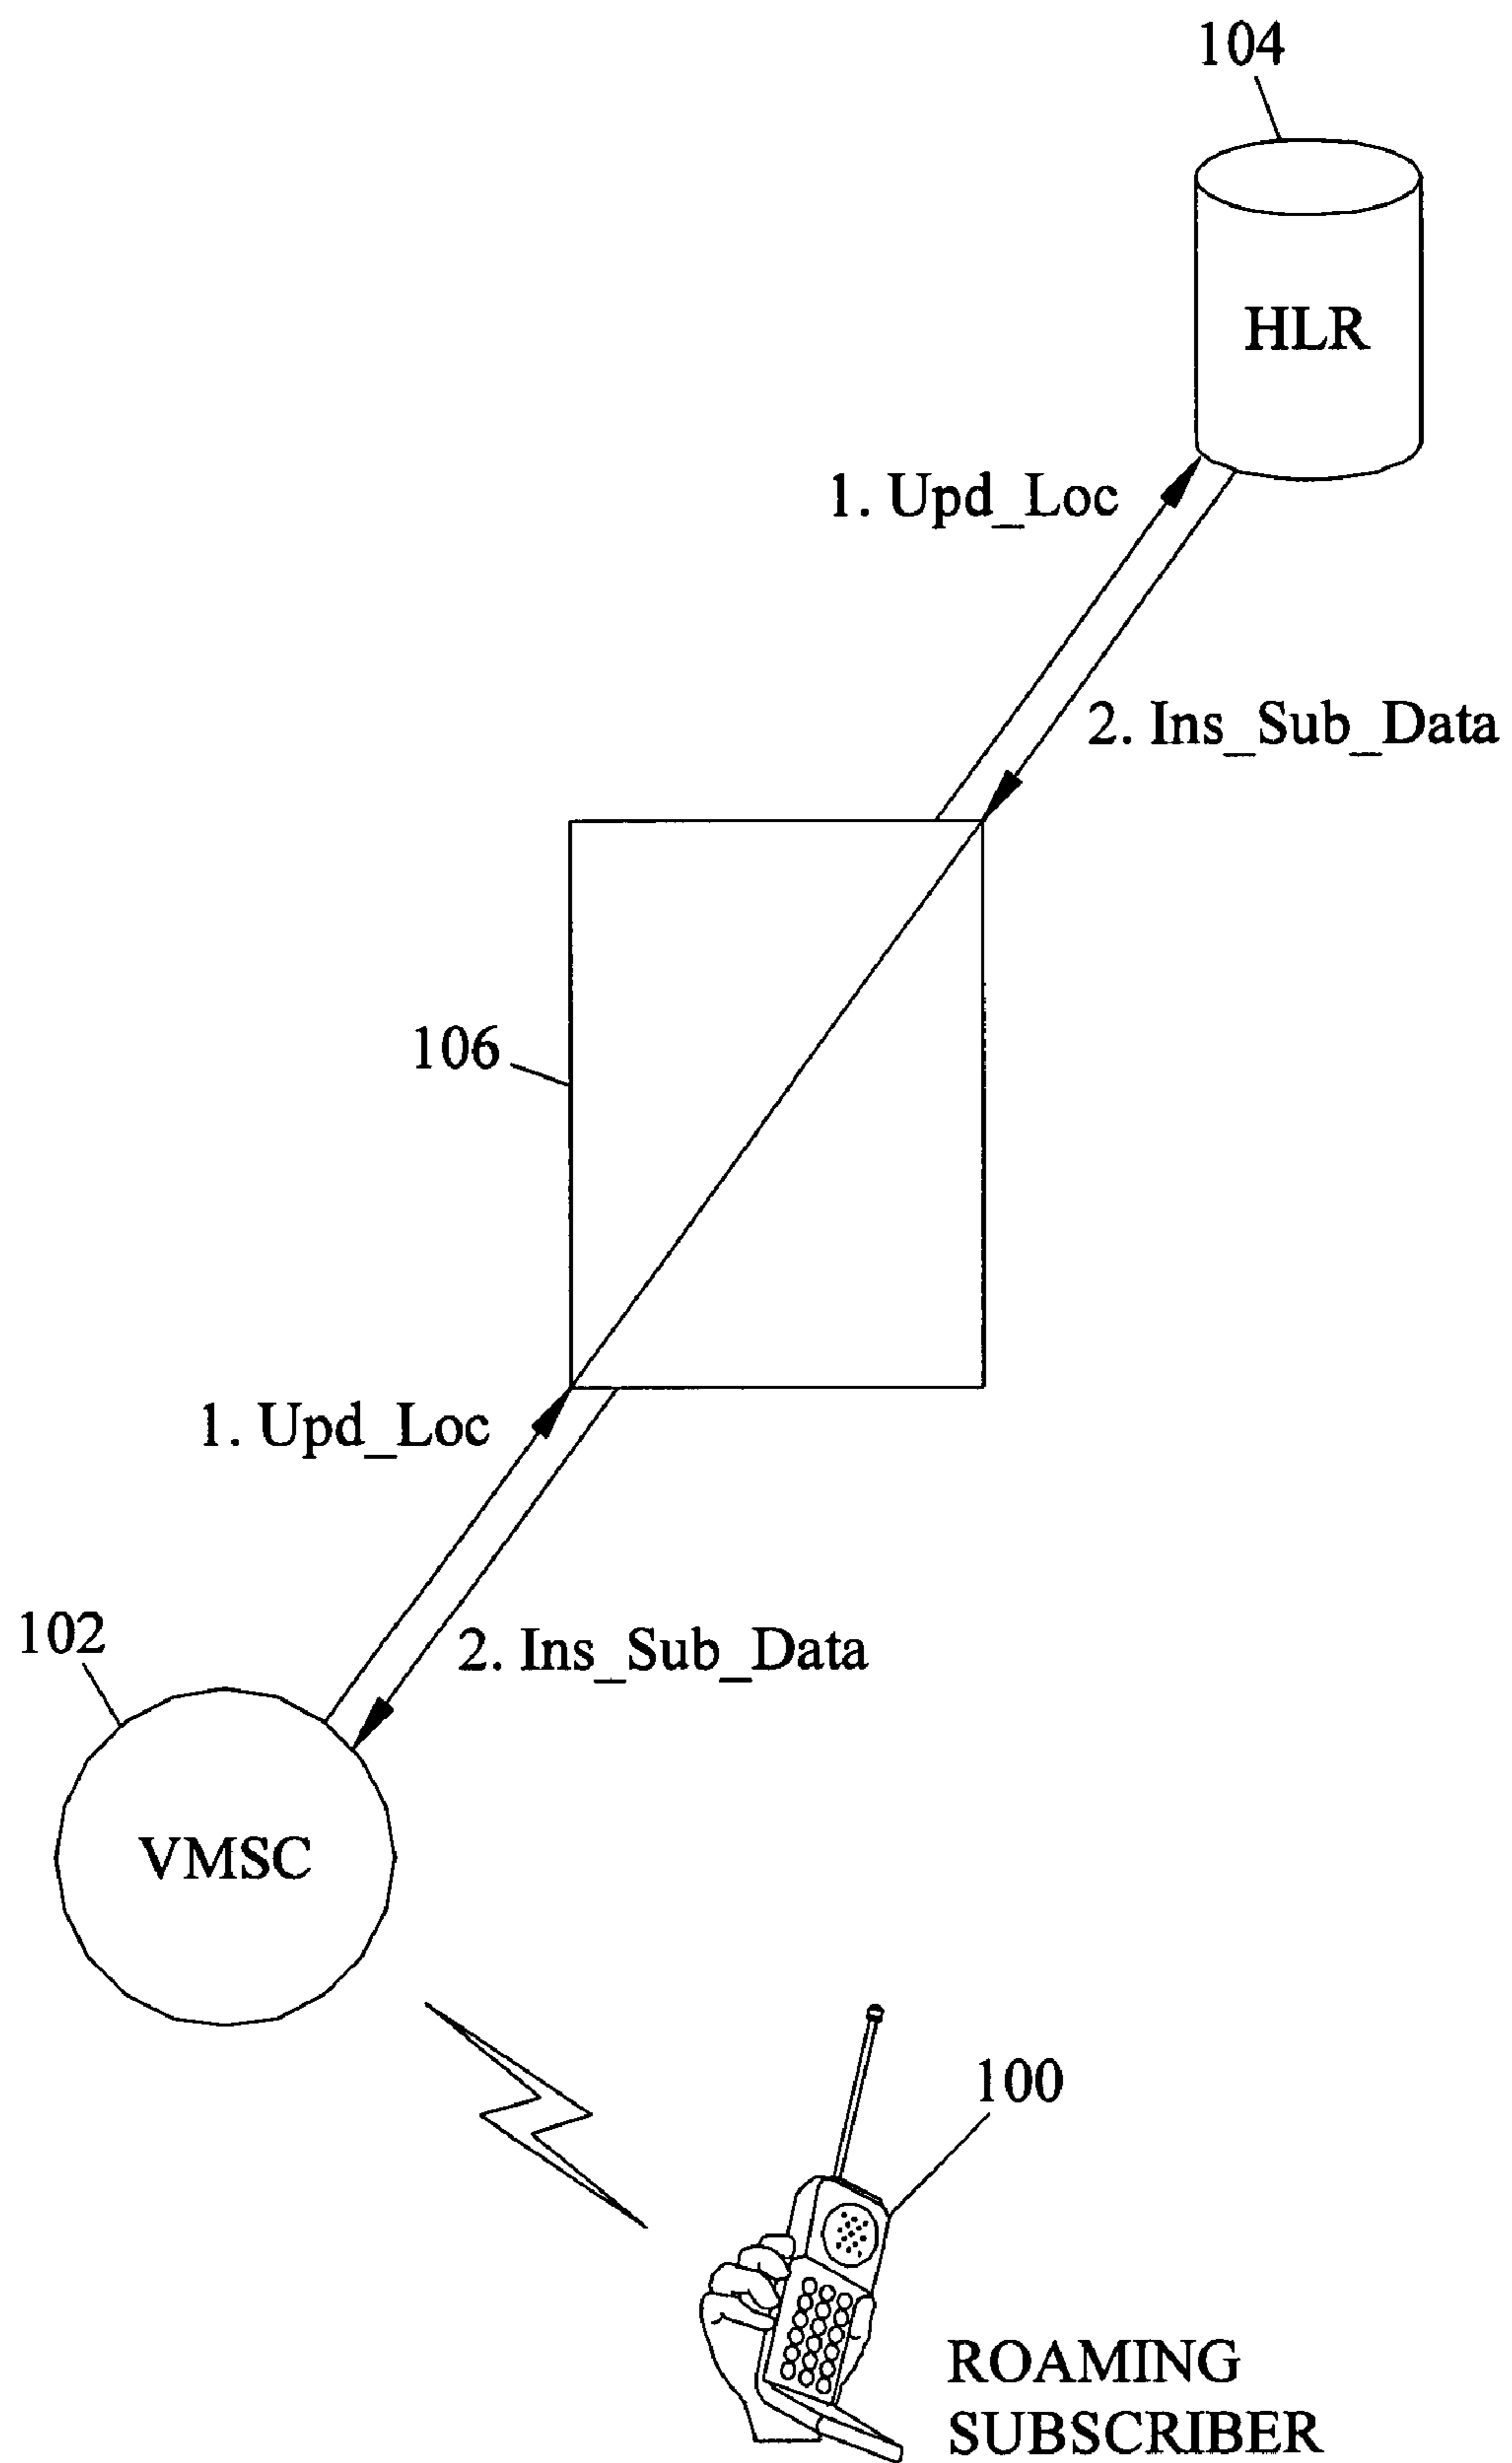 104
HLR
1. Upd_Loc
2. Ins_Sub_Data
106
1. Upd_Loc
102
2. Ins_Sub_Data
VMSC
100
ROAMING
SUBSCRIBER